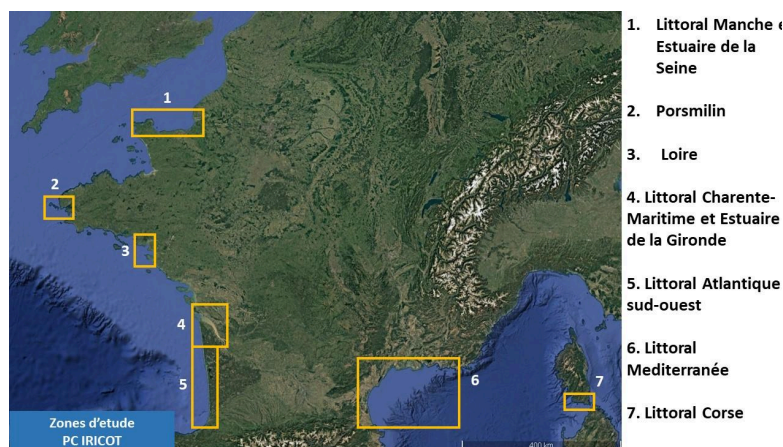 1. Littoral Manche e
Estuaire de la
Seine
2. Porsmilin
3. Loire
4. Littoral Charente-
Maritime et Estuaire
de la Gironde
5. Littoral Atlantique
sud-ouest
6. Littoral
Mediterranée
7. Littoral Corse
1
2
3
4
5
6
7
Zones d'etude
PC IRICOT
400 km